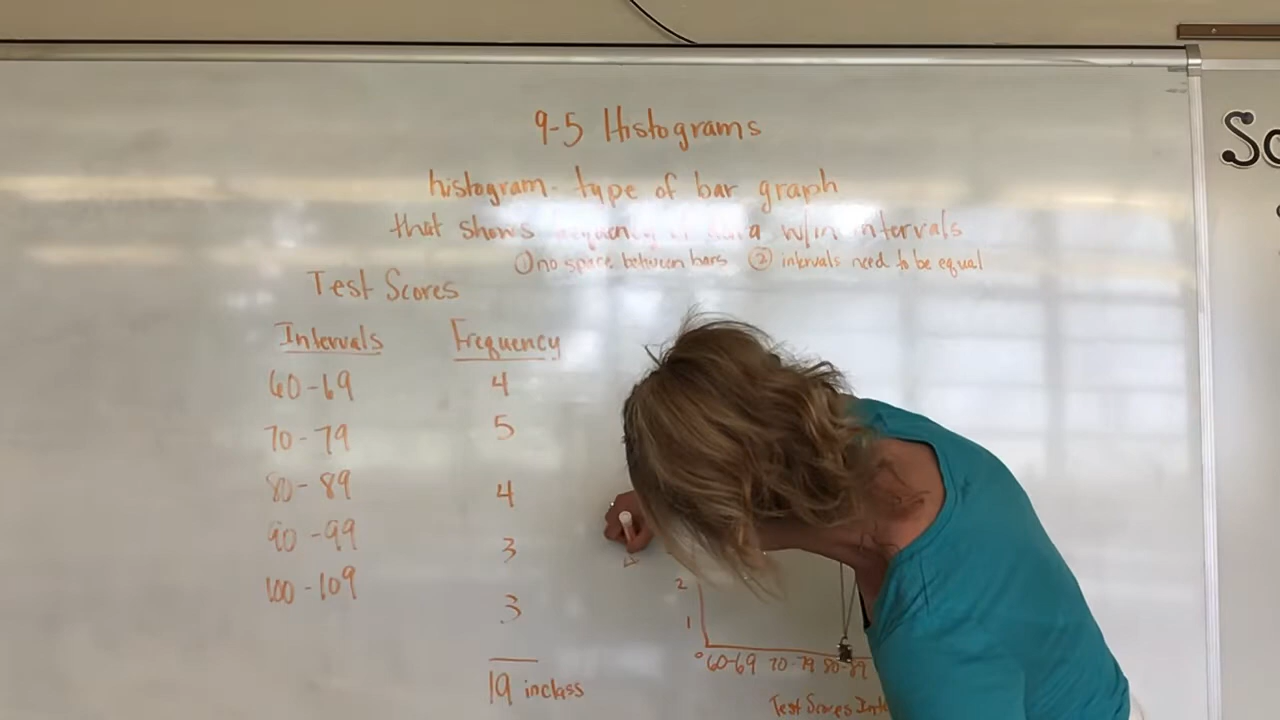 9-5 Histograms
histogram- type of bar graph
that shows frequency of data w/in intervals
① no space between bars ② intervals need to be equal
Test Scores
Intervals Frequency
60-69 4
70-79 5
80-89 4
90-99 3
100-109 3
19 in class
2
1
0 60-69 70-79 80-89
Test Scores
So